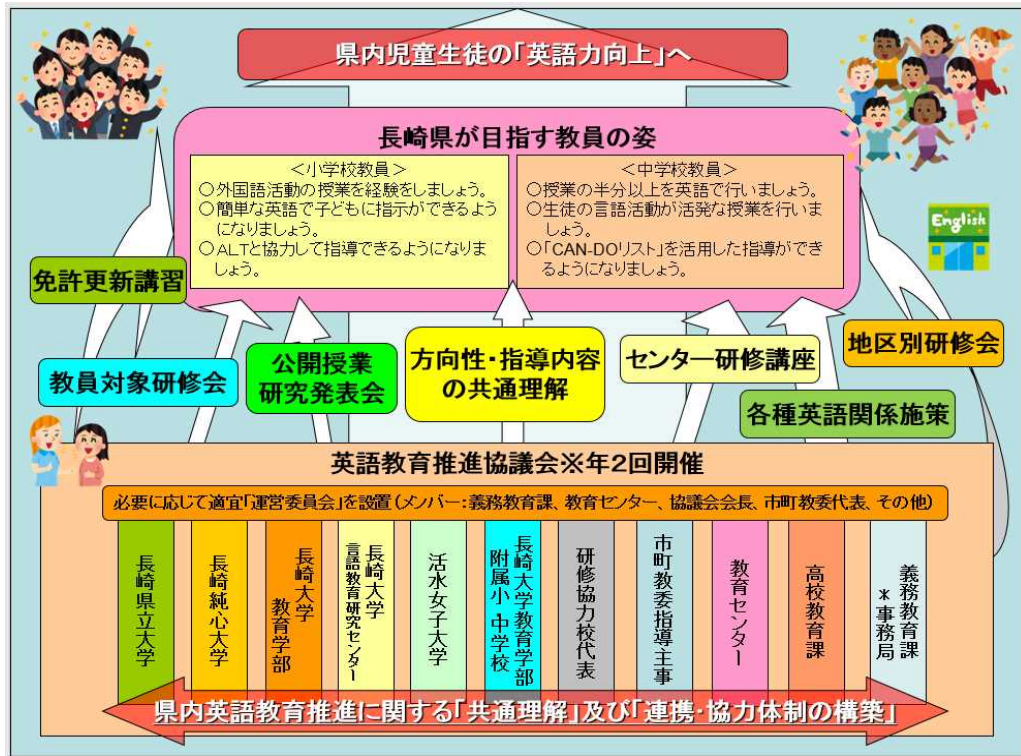 県内児童生徒の「英語力向上」へ
長崎県が目指す教員の姿
＜小学校教員＞
○外国語活動の授業を経験をしましょう。
○簡単な英語で子どもに指示ができるよう
になりましょう。
○ALTと協力して指導できるようになりま
しょう。
＜中学校教員＞
○授業の半分以上を英語で行いましょう。
○生徒の言語活動が活発な授業を行いま
しょう。
○「CAN-DOリスト」を活用した指導ができ
るようになりましょう。
English
免許更新講習
教員対象研修会
公開授業
研究発表会
方向性・指導内容
の共通理解
センター研修講座
地区別研修会
各種英語関係施策
英語教育推進協議会※年2回開催
必要に応じて適宜「運営委員会」を設置（メンバー：義務教育課、教育センター、協議会会長、市町教委代表、その他）
長崎県立大学
長崎純心大学
長崎大学
教育学部
長崎大学
言語教育研究センター
活水女子大学
長崎大学教育学部
附属小・中学校
研修協力校代表
市町教委指導主事
教育センター
高校教育課
義務教育課
＊事務局
県内英語教育推進に関する「共通理解」及び「連携・協力体制の構築」